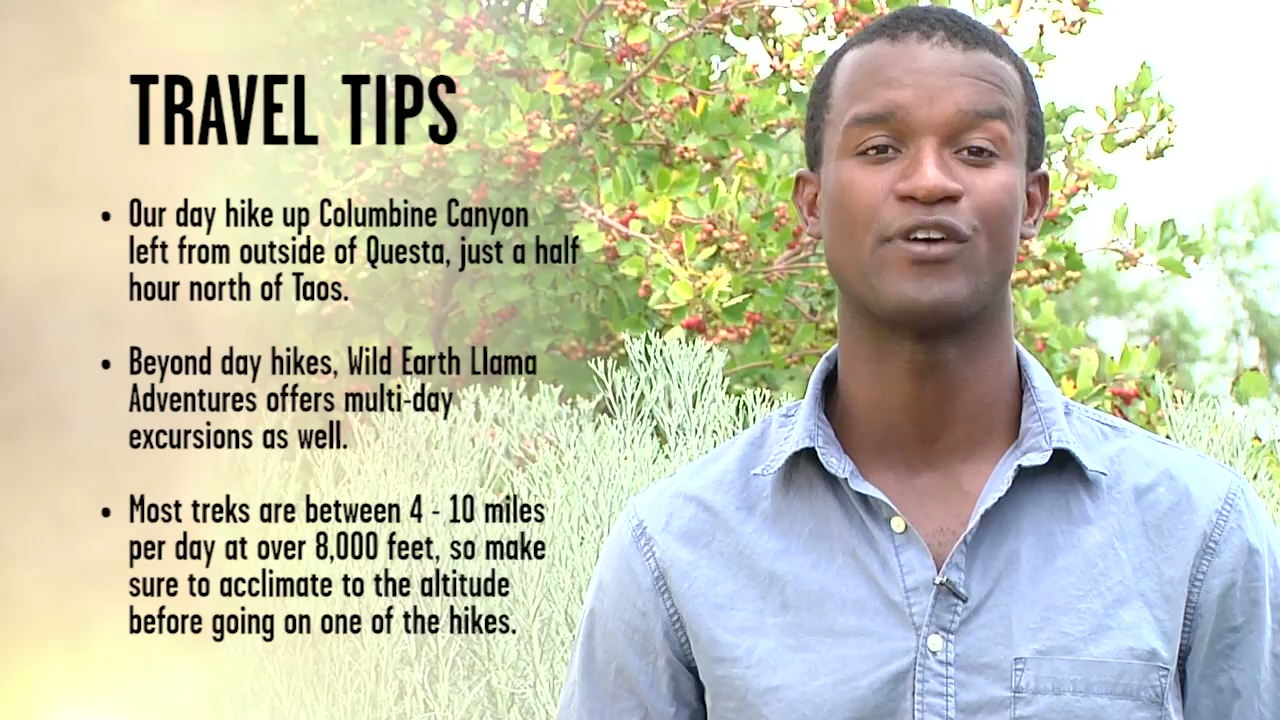 TRAVEL TIPS
• Our day hike up Columbine Canyon
left from outside of Questa, just a half
hour north of Taos.
• Beyond day hikes, Wild Earth Llama
Adventures offers multi-day
excursions as well.
• Most treks are between 4 - 10 miles
per day at over 8,000 feet, so make
sure to acclimate to the altitude
before going on one of the hikes.